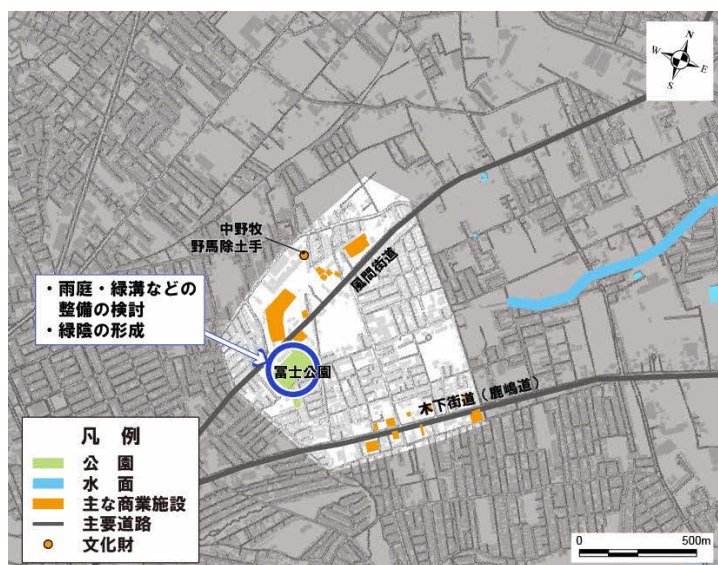 N
W
E
S
中野牧
野馬除土手
・雨庭・緑溝などの
整備の検討
・緑陰の形成
風間街道
冨士公園
木下街道（鹿嶋道）
凡 例
公 園
水 面
主な商業施設
主要道路
文化財
0
500m